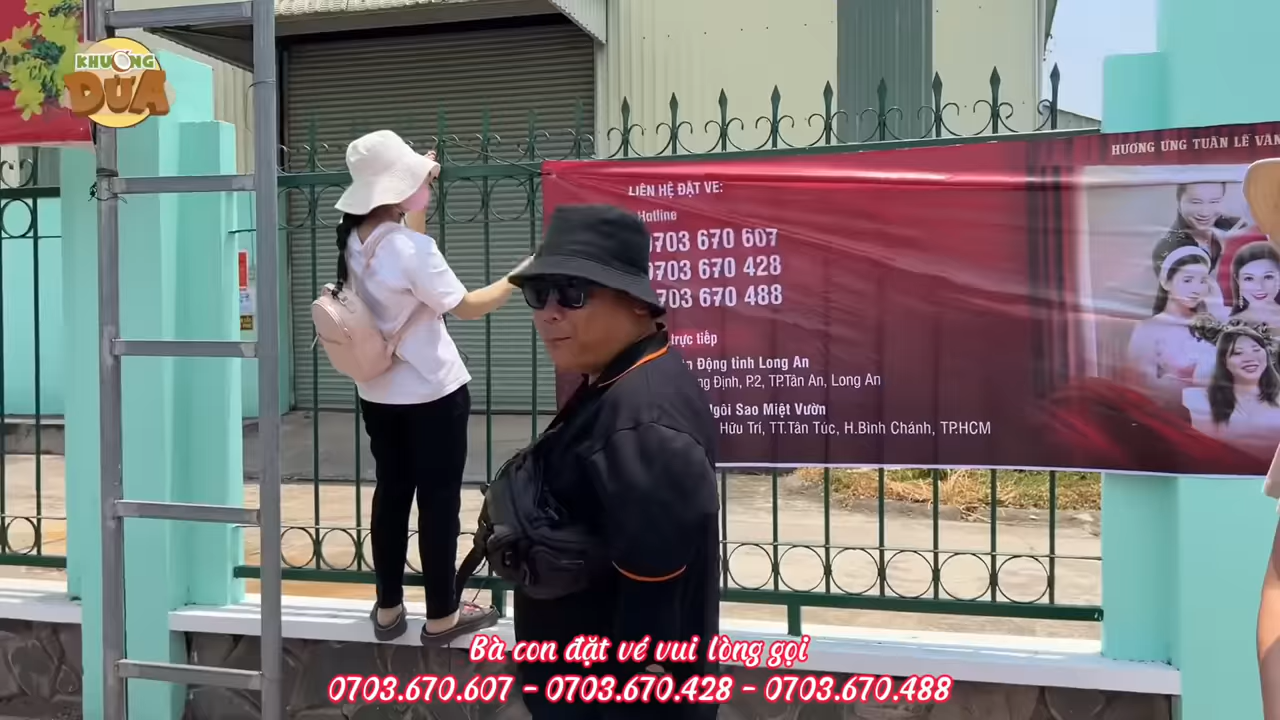 KHƯƠNG
DỪA
HƯỞNG ỨNG TUẦN LỄ VĂN
LIÊN HỆ ĐẶT VÉ:
Hotline
0703 670 607
0703 670 428
0703 670 488
trực tiếp
Động tỉnh Long An
Định, P.2, TP.Tân An, Long An
Ngôi Sao Miệt Vườn
Hữu Trí, TT.Tân Túc, H.Bình Chánh, TP.HCM
Bà con đặt vé vui lòng gọi
0703.670.607 - 0703.670.428 - 0703.670.488